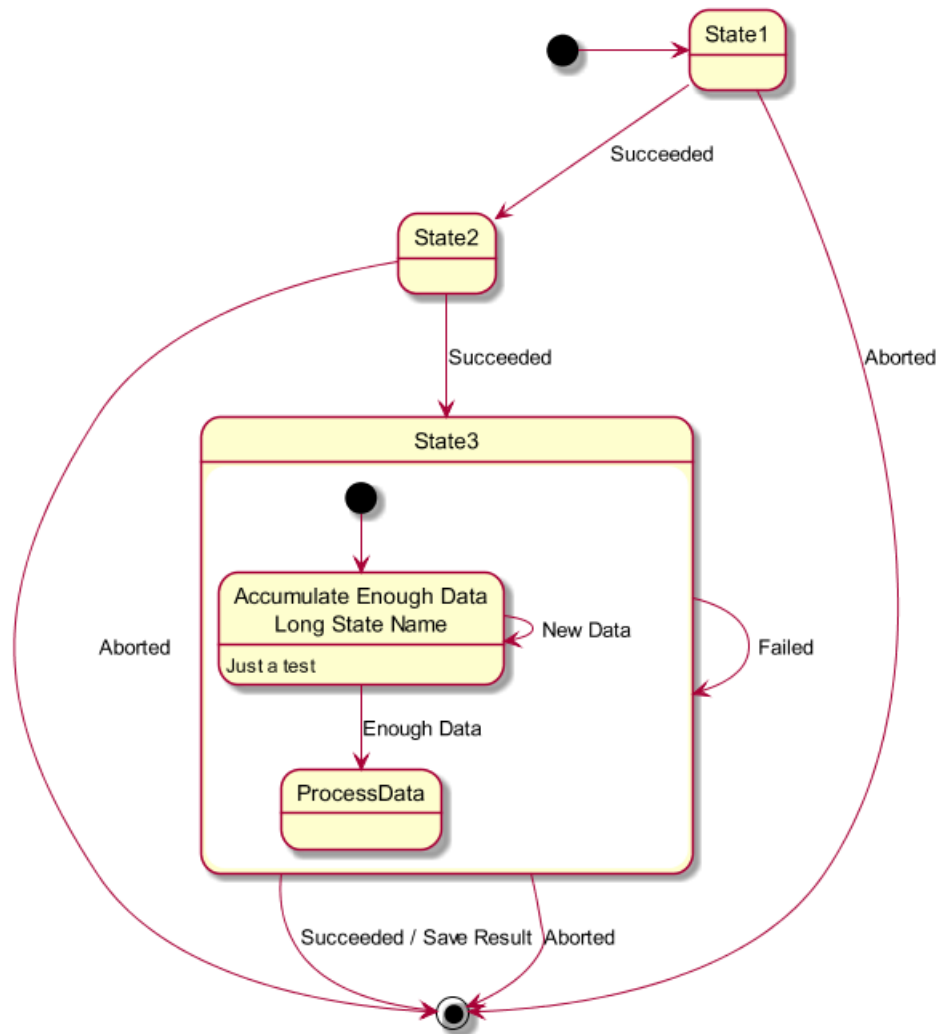 State1
Succeeded
State2
Succeeded
Aborted
State3
Accumulate Enough Data
Long State Name
New Data
Just a test
Aborted
Failed
Enough Data
ProcessData
Succeeded / Save Result
Aborted